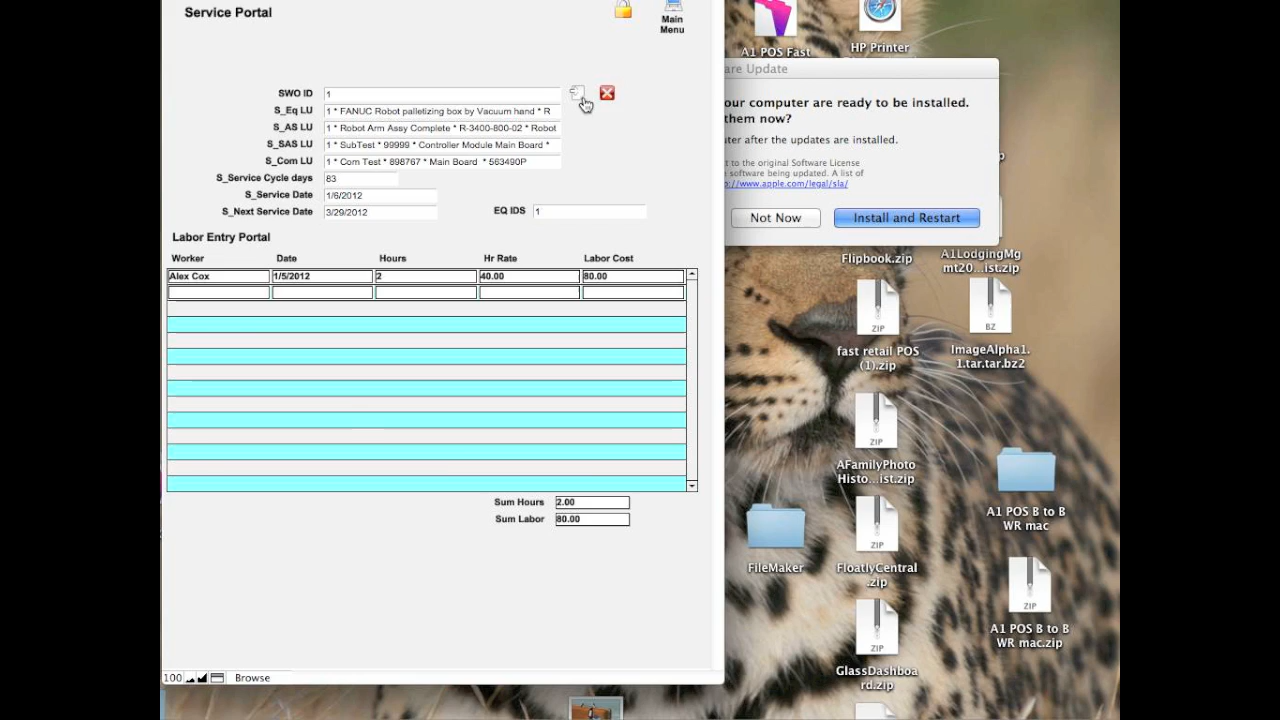 Service Portal
Main
Menu
SWO ID 1
S_Eq LU 1 * FANUC Robot palletizing box by Vacuum hand * R
S_AS LU 1 * Robot Arm Assy Complete * R-3400-800-02 * Robot
S_SAS LU 1 * SubTest * 99999 * Controller Module Main Board *
S_Com LU 1 * Com Test * 898767 * Main Board * 563490P
S_Service Cycle days 83
S_Service Date 1/6/2012
S_Next Service Date 3/29/2012 EQ IDS 1
Labor Entry Portal
Worker Date Hours Hr Rate Labor Cost
Alex Cox 1/5/2012 2 40.00 80.00
Sum Hours 2.00
Sum Labor 80.00
100 Browse
A1 POS Fast
HP Printer
are Update
our computer are ready to be installed.
them now?
ter after the updates are installed.
t to the original Software License
software being updated. A list of
://www.apple.com/legal/sla/
Not Now Install and Restart
Flipbook.zip
A1LodgingMg
mt20...ist.zip
ZIP
fast retail POS
(1).zip
BZ
ImageAlpha1.
1.tar.tar.bz2
ZIP
AFamilyPhoto
Histo...ist.zip
A1 POS B to B
WR mac
FileMaker
ZIP
FloatlyCentral
.zip
ZIP
A1 POS B to B
WR mac.zip
ZIP
GlassDashboa
rd.zip